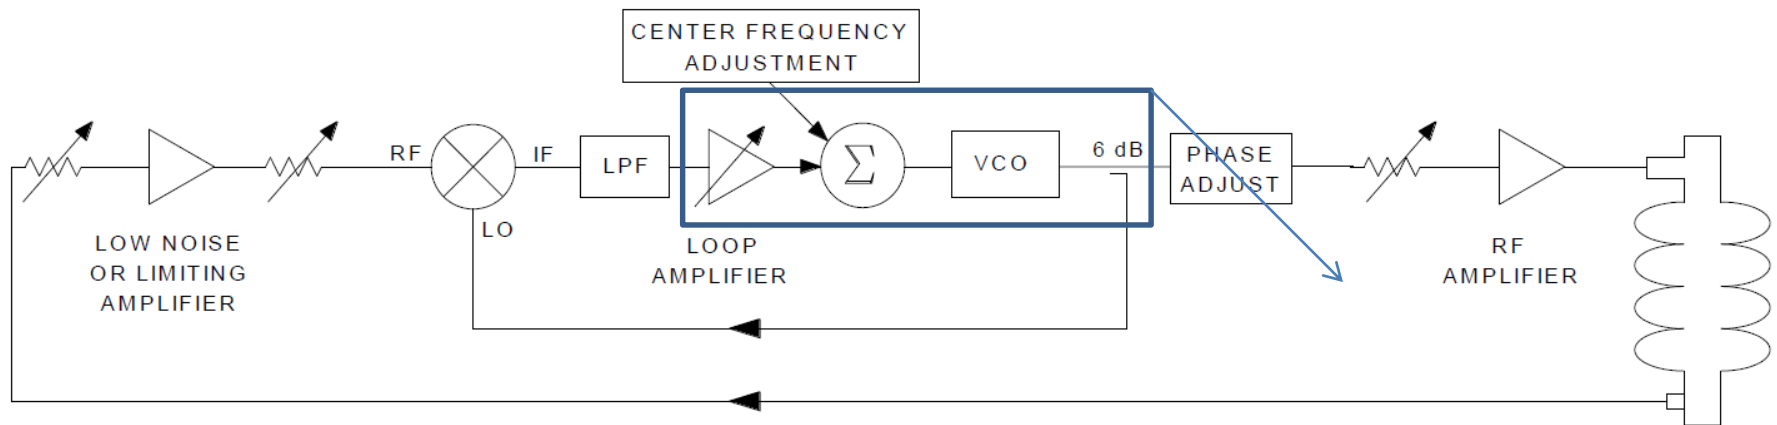 CENTER FREQUENCY
ADJUSTMENT
RF
IF
LPF
Σ
VCO
6 dB
PHASE
ADJUST
LO
LOW NOISE
OR LIMITING
AMPLIFIER
LOOP
AMPLIFIER
RF
AMPLIFIER